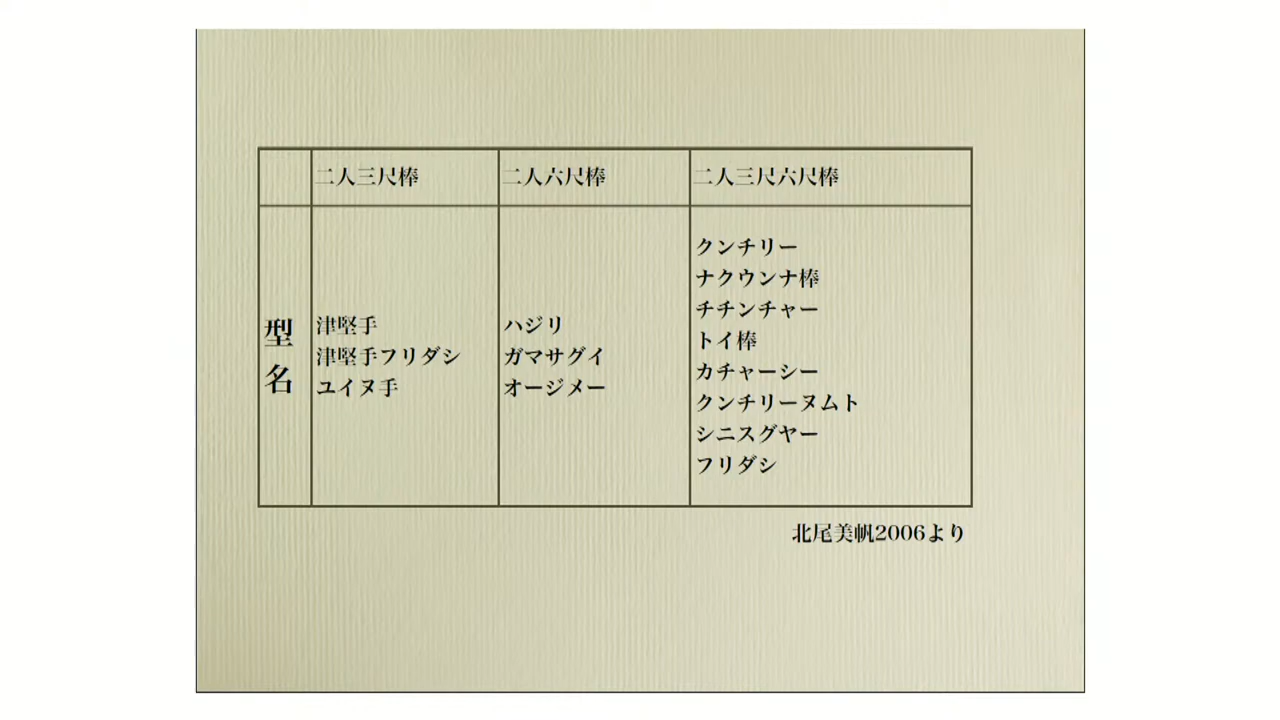 二人三尺棒
二人六尺棒
二人三尺六尺棒
型名
津堅手
津堅手フリダシ
ユイヌ手
ハジリ
ガマサグイ
オージメー
クンチリー
ナクウンナ棒
チチンチャー
トイ棒
カチャーシー
クンチリーヌムト
シニスグヤー
フリダシ
北尾美帆2006より